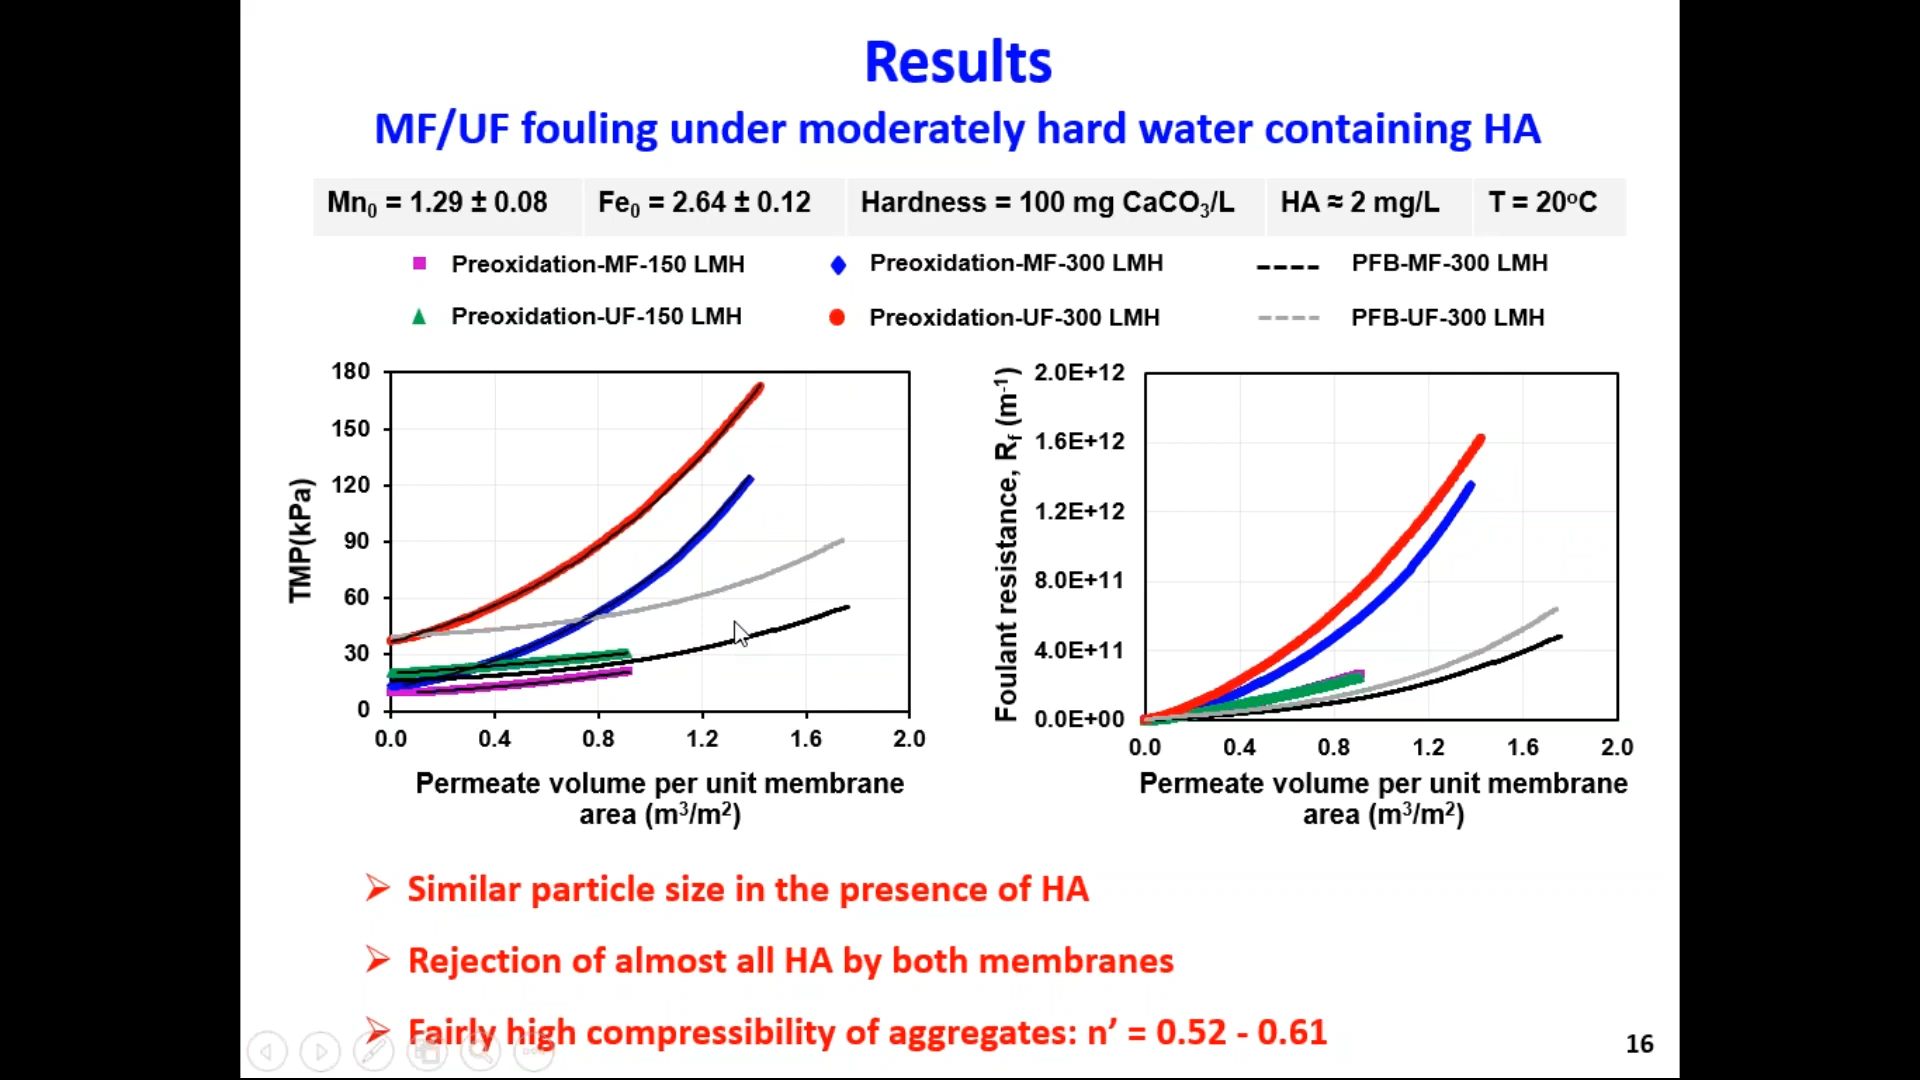 Results
MF/UF fouling under moderately hard water containing HA
Mn₀ = 1.29 ± 0.08 Fe₀ = 2.64 ± 0.12 Hardness = 100 mg CaCO₃/L HA ≈ 2 mg/L T = 20°C
Preoxidation-MF-150 LMH Preoxidation-MF-300 LMH PFB-MF-300 LMH
Preoxidation-UF-150 LMH Preoxidation-UF-300 LMH PFB-UF-300 LMH
TMP(kPa)
180
150
120
90
60
30
0
0.0 0.4 0.8 1.2 1.6 2.0
Permeate volume per unit membrane
area (m³/m²)
Foulant resistance, R_f (m⁻¹)
2.0E+12
1.6E+12
1.2E+12
8.0E+11
4.0E+11
0.0E+00
0.0 0.4 0.8 1.2 1.6 2.0
Permeate volume per unit membrane
area (m³/m²)
➢ Similar particle size in the presence of HA
➢ Rejection of almost all HA by both membranes
➢ Fairly high compressibility of aggregates: n’ = 0.52 - 0.61
16